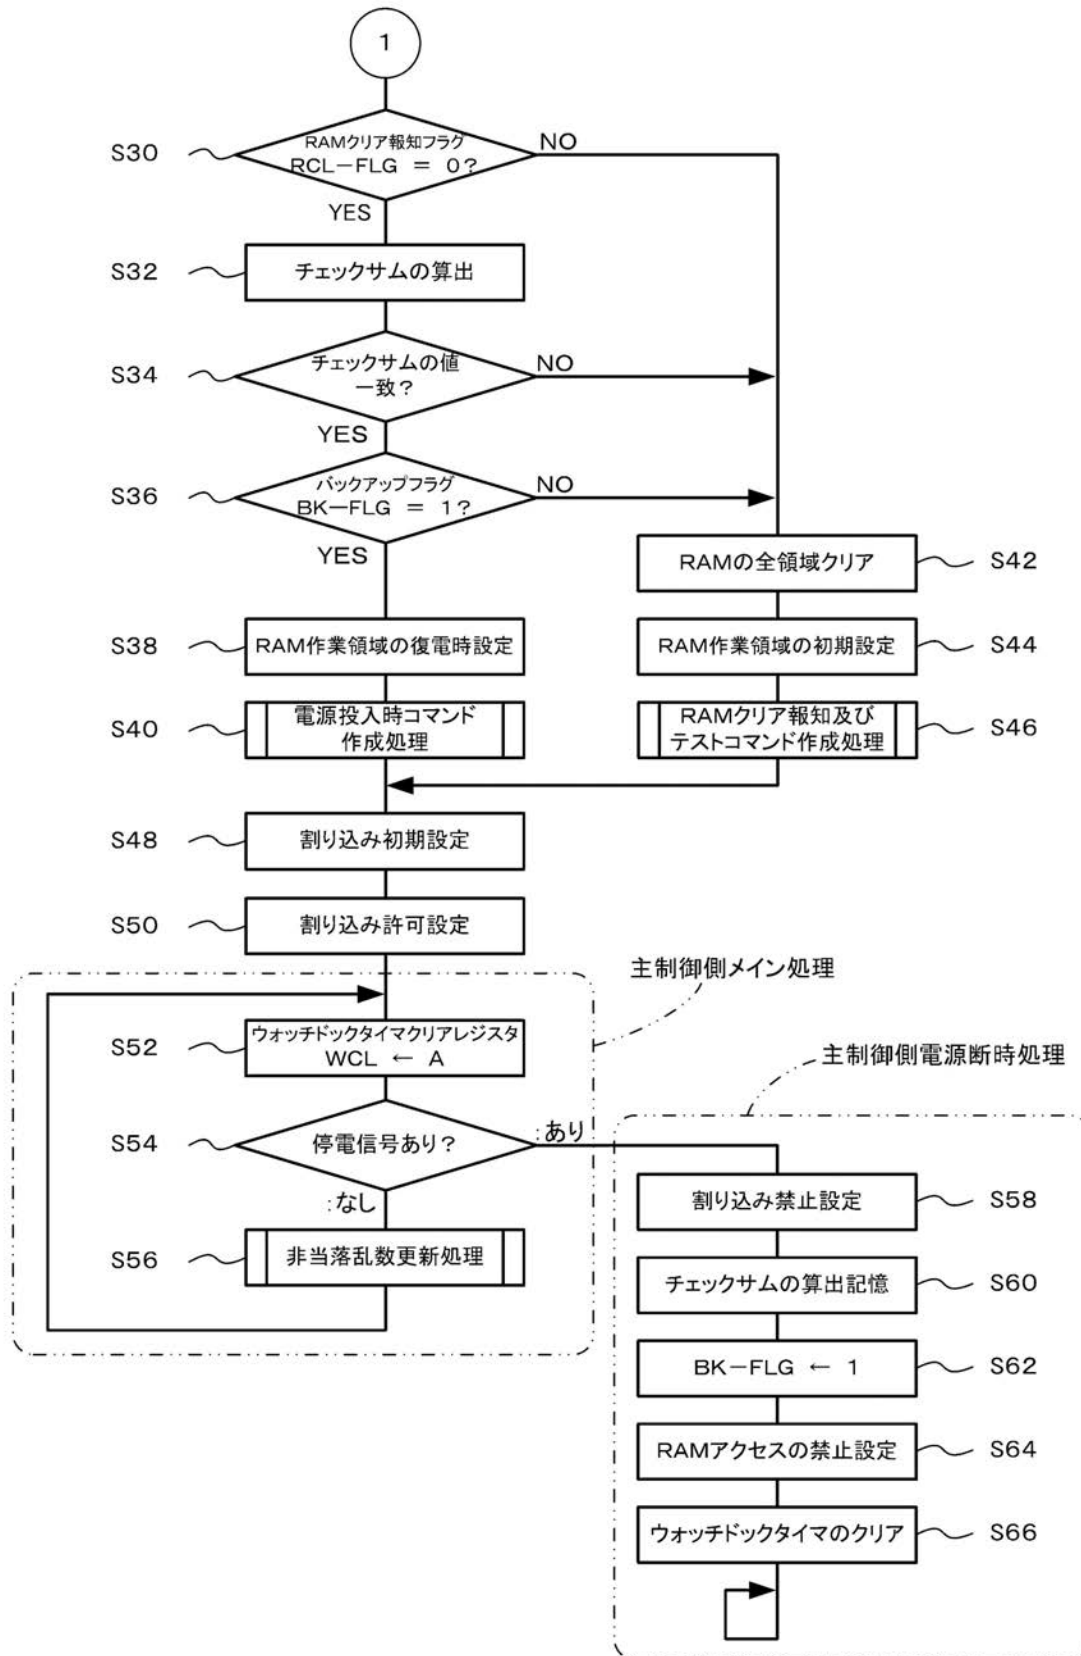 1
S30
RAMクリア報知フラグ
RCL−FLG = 0?
NO
YES
S32
チェックサムの算出
S34
チェックサムの値
一致?
NO
YES
S36
バックアップフラグ
BK−FLG = 1?
NO
YES
RAMの全領域クリア
S42
S38
RAM作業領域の復電時設定
RAM作業領域の初期設定
S44
S40
電源投入時コマンド
作成処理
RAMクリア報知及び
テストコマンド作成処理
S46
S48
割り込み初期設定
S50
割り込み許可設定
主制御側メイン処理
S52
ウォッチドックタイマクリアレジスタ
WCL ← A
主制御側電源断時処理
S54
停電信号あり?
:あり
:なし
S56
非当落乱数更新処理
割り込み禁止設定
S58
チェックサムの算出記憶
S60
BK−FLG ← 1
S62
RAMアクセスの禁止設定
S64
ウォッチドックタイマのクリア
S66